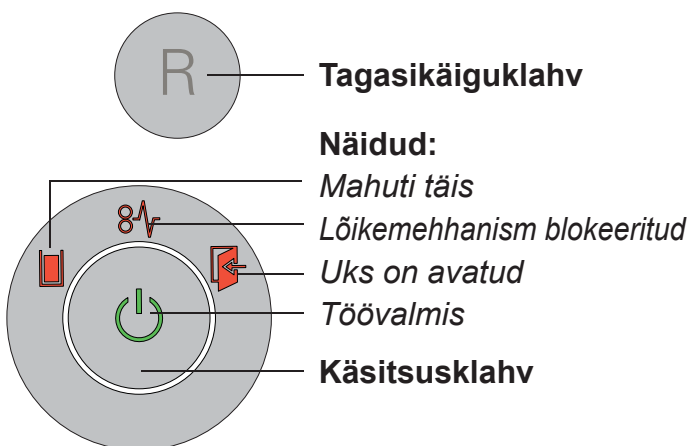 R
Tagasikäiguklahv
Näidud:
Mahuti täis
Lõikemehhanism blokeeritud
Uks on avatud
Töövalmis
Käsitsusklahv